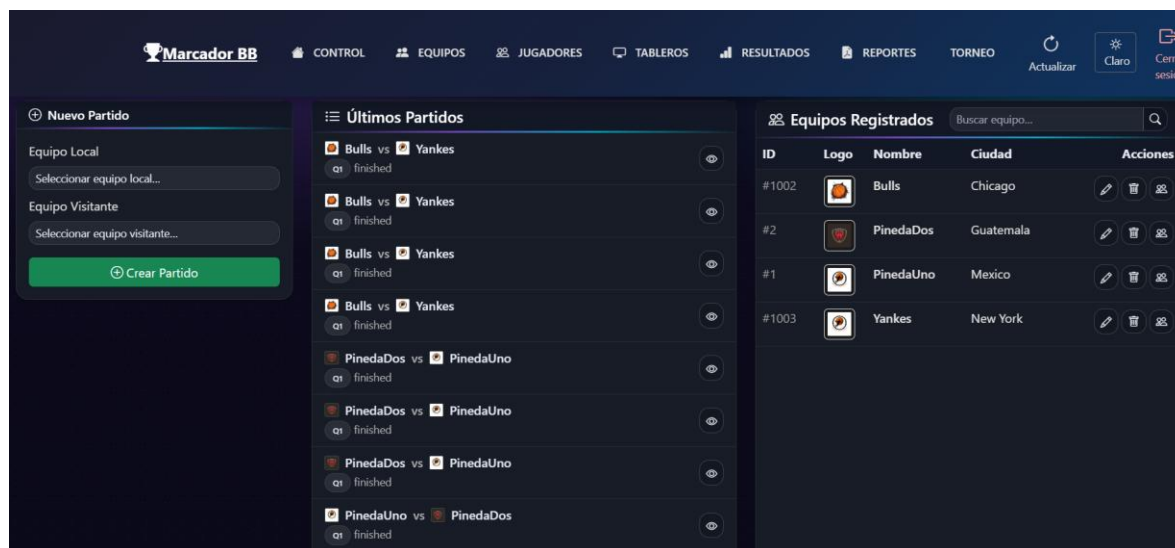 Marcador BB
CONTROL
EQUIPOS
JUGADORES
TABLEROS
RESULTADOS
REPORTES
TORNEO
Actualizar
Claro
Nuevo Partido
Equipo Local
Seleccionar equipo local...
Equipo Visitante
Seleccionar equipo visitante...
Crear Partido
Últimos Partidos
Bulls vs Yankes
Q1 finished
Bulls vs Yankes
Q1 finished
Bulls vs Yankes
Q1 finished
Bulls vs Yankes
Q1 finished
PinedaDos vs PinedaUno
Q1 finished
PinedaDos vs PinedaUno
Q1 finished
PinedaDos vs PinedaUno
Q1 finished
PinedaUno vs PinedaDos
Q1 finished
Equipos Registrados
Buscar equipo...
ID Logo Nombre Ciudad Acciones
#1002 Bulls Chicago
#2 PinedaDos Guatemala
#1 PinedaUno Mexico
#1003 Yankes New York